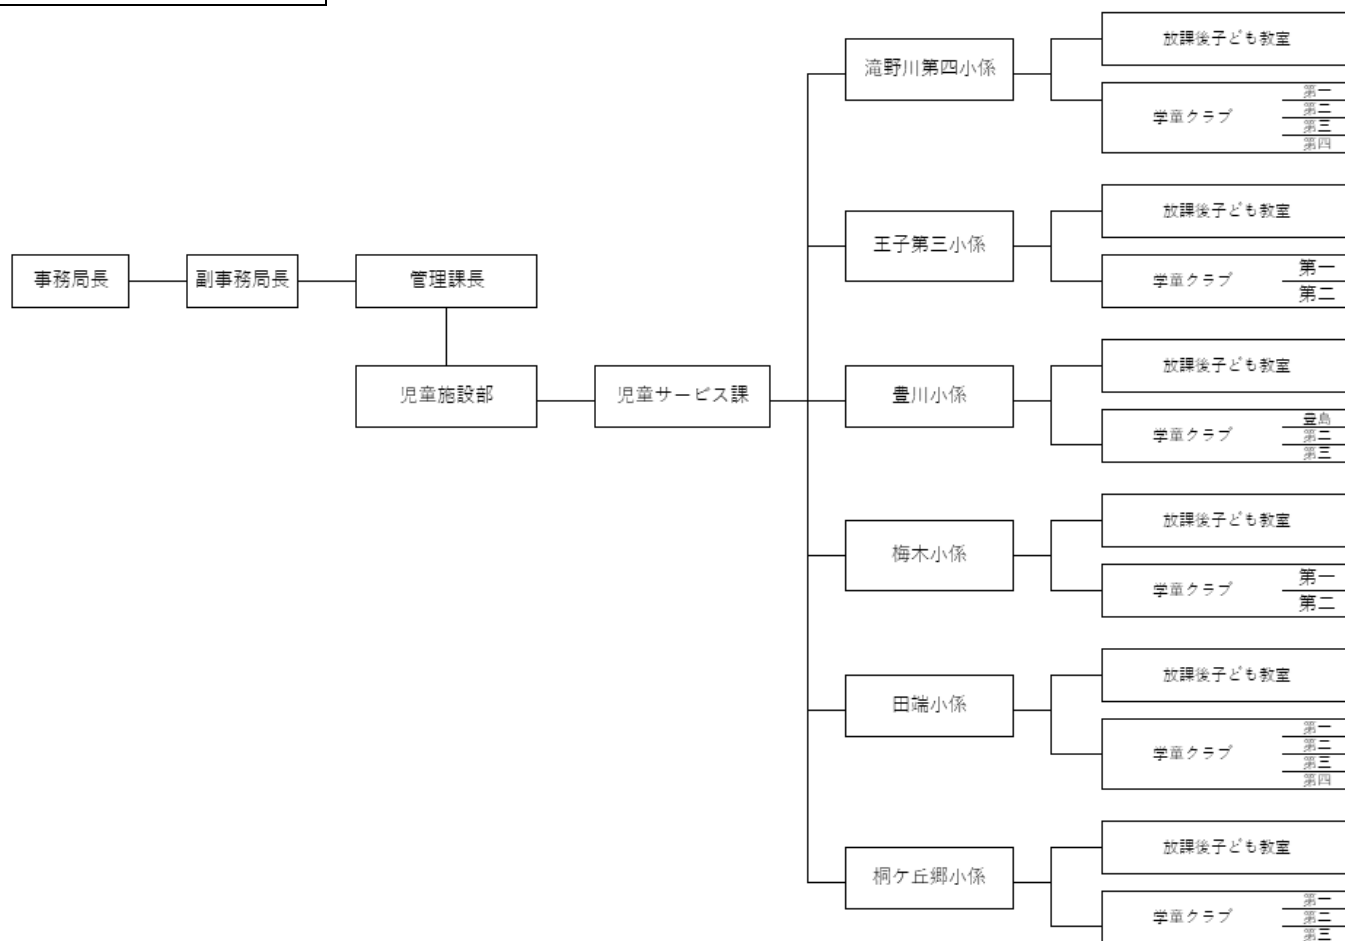 事務局長
副事務局長
管理課長
児童施設部
児童サービス課
滝野川第四小係
放課後子ども教室
学童クラブ
第一
第二
第三
第四
王子第三小係
放課後子ども教室
学童クラブ
第一
第二
豊川小係
放課後子ども教室
学童クラブ
豊島
第二
第三
梅木小係
放課後子ども教室
学童クラブ
第一
第二
田端小係
放課後子ども教室
学童クラブ
第一
第二
第三
第四
桐ケ丘郷小係
放課後子ども教室
学童クラブ
第一
第二
第三